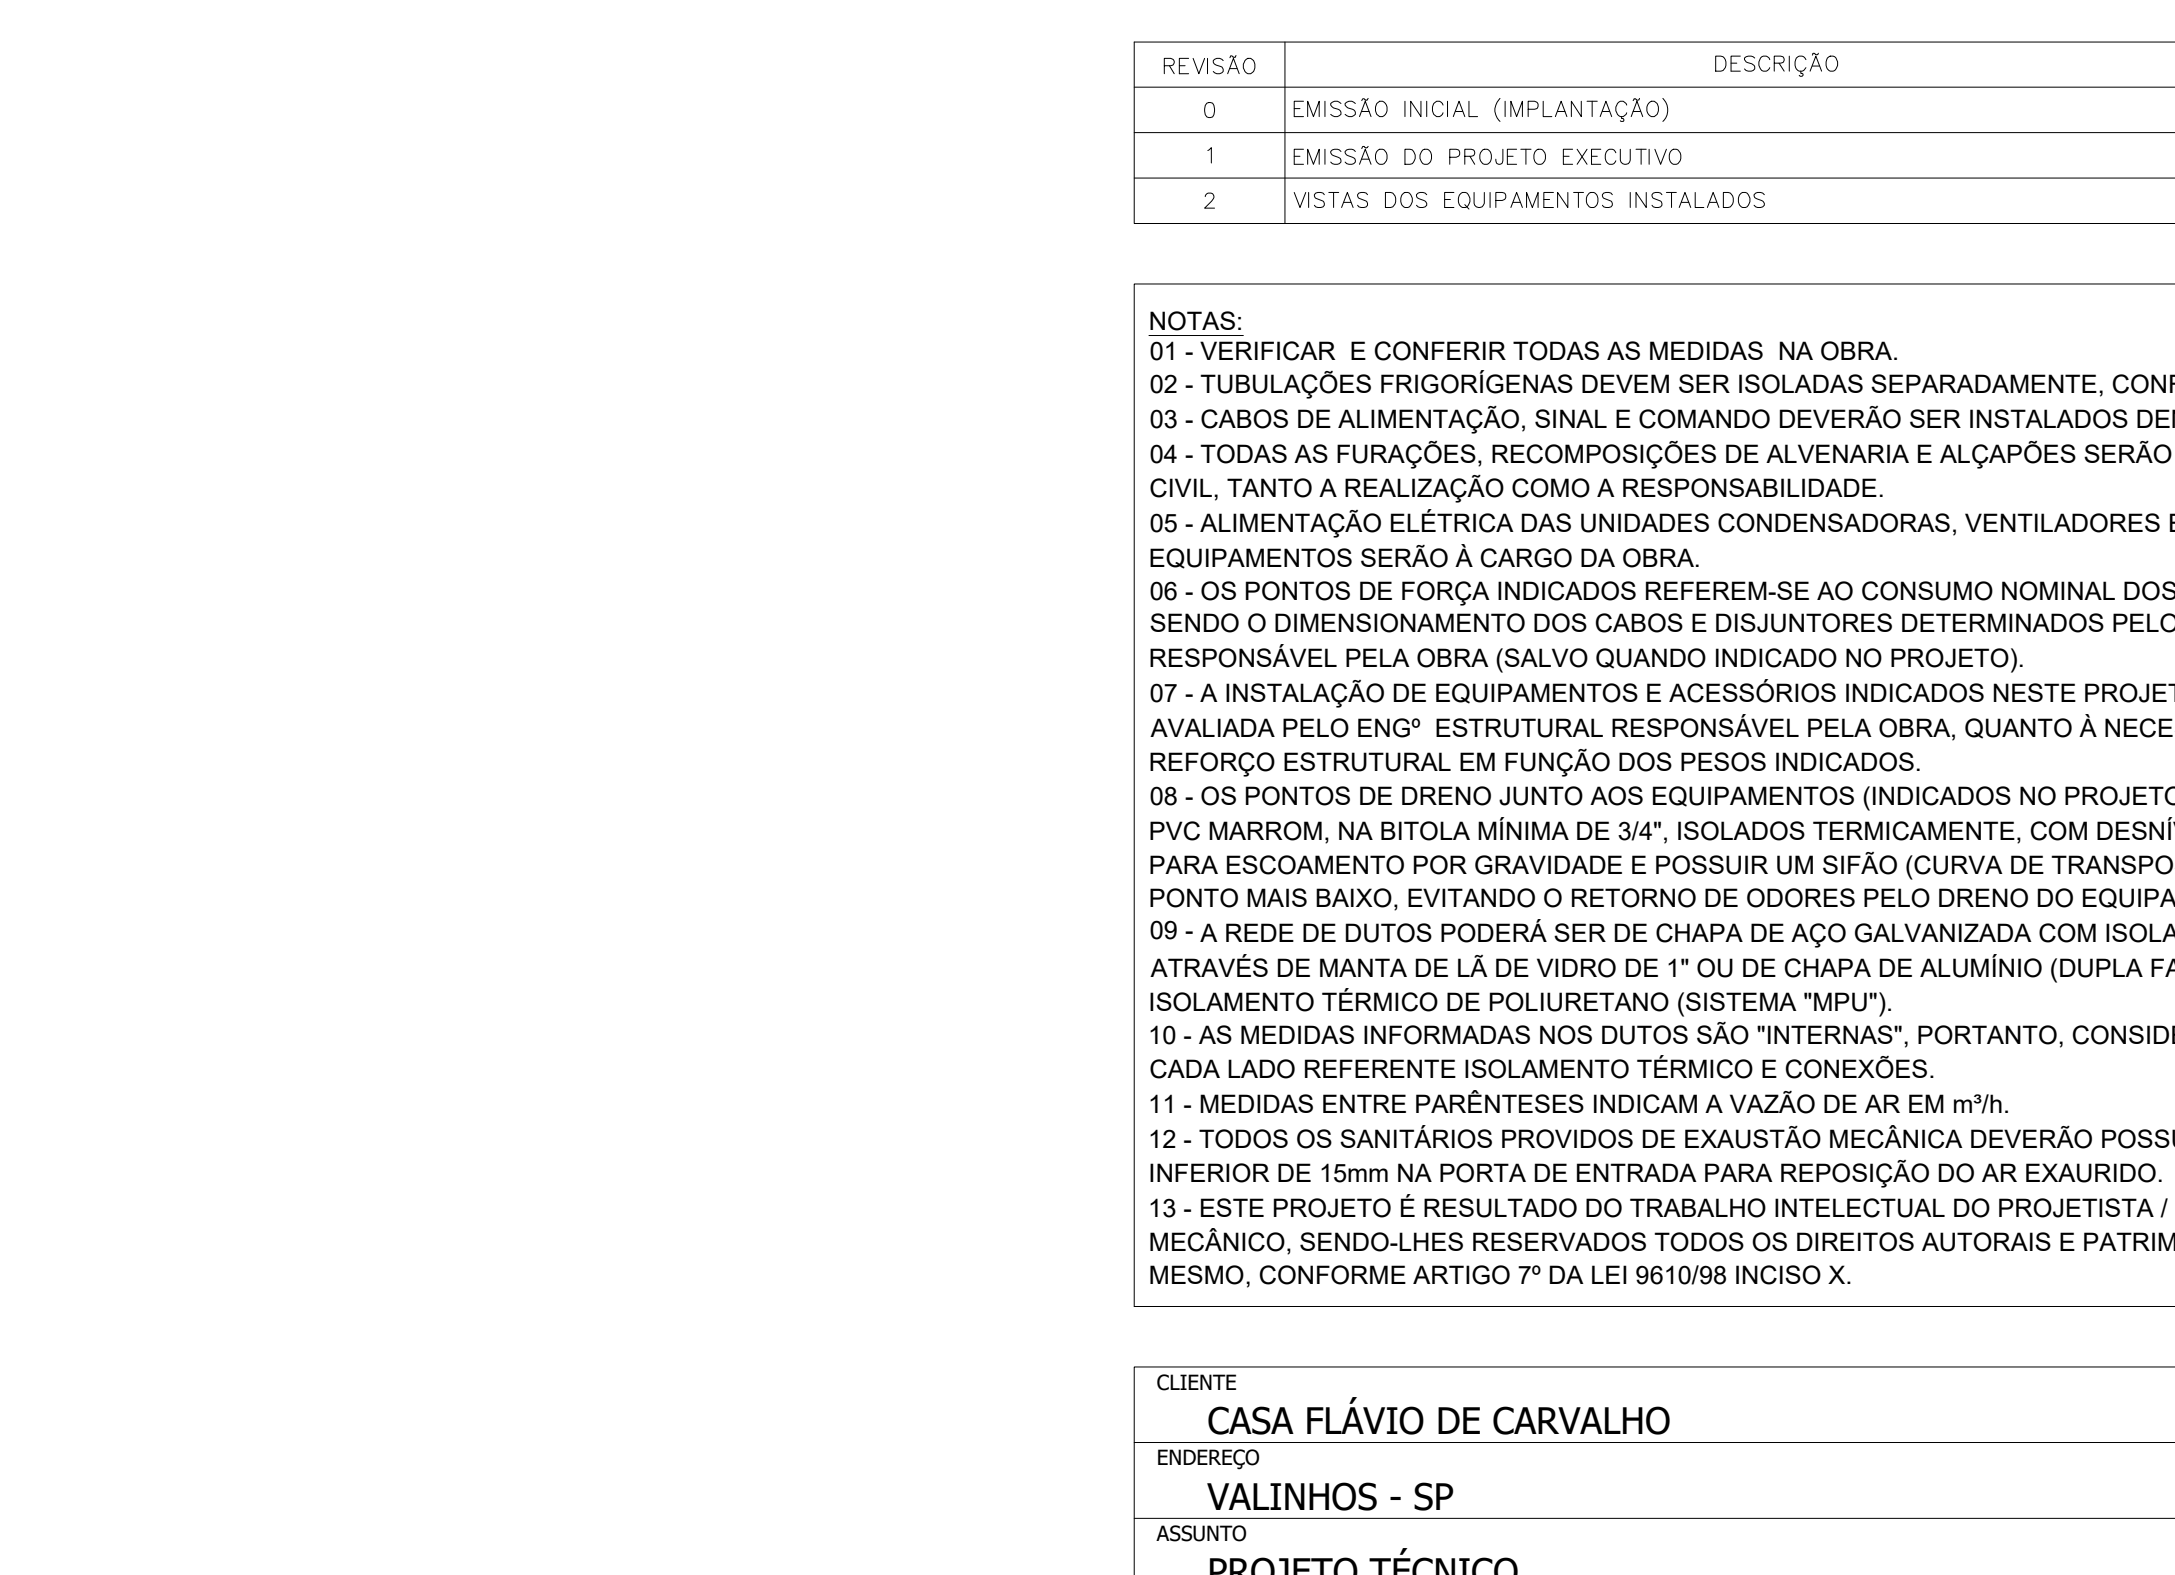 REVISÃO DESCRIÇÃO
0 EMISSÃO INICIAL (IMPLANTAÇÃO)
1 EMISSÃO DO PROJETO EXECUTIVO
2 VISTAS DOS EQUIPAMENTOS INSTALADOS
NOTAS:
01 - VERIFICAR E CONFERIR TODAS AS MEDIDAS NA OBRA.
02 - TUBULAÇÕES FRIGORÍGENAS DEVEM SER ISOLADAS SEPARADAMENTE,
03 - CABOS DE ALIMENTAÇÃO, SINAL E COMANDO DEVERÃO SER INSTALADOS
04 - TODAS AS FURAÇÕES, RECOMPOSIÇÕES DE ALVENARIA E ALÇAPÕES SERÃO
CIVIL, TANTO A REALIZAÇÃO COMO A RESPONSABILIDADE.
05 - ALIMENTAÇÃO ELÉTRICA DAS UNIDADES CONDENSADORAS, VENTILADORES E
EQUIPAMENTOS SERÃO À CARGO DA OBRA.
06 - OS PONTOS DE FORÇA INDICADOS REFEREM-SE AO CONSUMO NOMINAL DOS
SENDO O DIMENSIONAMENTO DOS CABOS E DISJUNTORES DETERMINADOS PELO
RESPONSÁVEL PELA OBRA (SALVO QUANDO INDICADO NO PROJETO).
07 - A INSTALAÇÃO DE EQUIPAMENTOS E ACESSÓRIOS INDICADOS NESTE
AVALIADA PELO ENGº ESTRUTURAL RESPONSÁVEL PELA OBRA, QUANTO À
REFORÇO ESTRUTURAL EM FUNÇÃO DOS PESOS INDICADOS.
08 - OS PONTOS DE DRENO JUNTO AOS EQUIPAMENTOS (INDICADOS NO PROJETO
PVC MARROM, NA BITOLA MÍNIMA DE 3/4", ISOLADOS TERMICAMENTE, COM
PARA ESCOAMENTO POR GRAVIDADE E POSSUIR UM SIFÃO (CURVA DE
PONTO MAIS BAIXO, EVITANDO O RETORNO DE ODORES PELO DRENO DO
09 - A REDE DE DUTOS PODERÁ SER DE CHAPA DE AÇO GALVANIZADA COM
ATRAVÉS DE MANTA DE LÃ DE VIDRO DE 1" OU DE CHAPA DE ALUMÍNIO (DUPLA
ISOLAMENTO TÉRMICO DE POLIURETANO (SISTEMA "MPU").
10 - AS MEDIDAS INFORMADAS NOS DUTOS SÃO "INTERNAS", PORTANTO,
CADA LADO REFERENTE ISOLAMENTO TÉRMICO E CONEXÕES.
11 - MEDIDAS ENTRE PARÊNTESES INDICAM A VAZÃO DE AR EM m³/h.
12 - TODOS OS SANITÁRIOS PROVIDOS DE EXAUSTÃO MECÂNICA DEVERÃO
INFERIOR DE 15mm NA PORTA DE ENTRADA PARA REPOSIÇÃO DO AR EXAURIDO.
13 - ESTE PROJETO É RESULTADO DO TRABALHO INTELECTUAL DO PROJETISTA /
MECÂNICO, SENDO-LHES RESERVADOS TODOS OS DIREITOS AUTORAIS E
MESMO, CONFORME ARTIGO 7º DA LEI 9610/98 INCISO X.
CLIENTE
CASA FLÁVIO DE CARVALHO
ENDEREÇO
VALINHOS - SP
ASSUNTO
PROJETO TÉCNICO